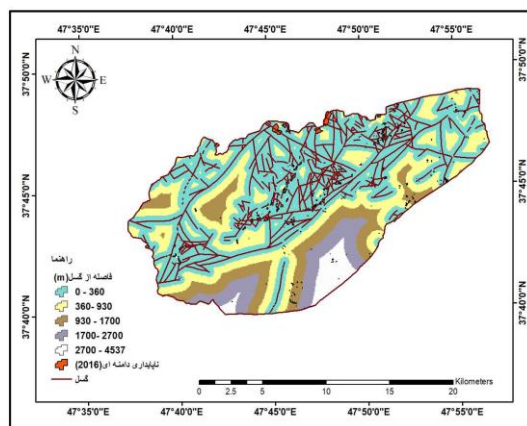 47°35'0"E 47°40'0"E 47°45'0"E 47°50'0"E 47°55'0"E
N
W E
S
37°50'0"N 37°50'0"N
37°45'0"N 37°45'0"N
37°40'0"N 37°40'0"N
راهنما
فاصله از گسل(m)
0 - 360
360- 930
930 - 1700
1700- 2700
2700 - 4537
ناپایداری دامنه ای(2016)
گسل
Kilometers
0 2.5 5 10 15 20
47°35'0"E 47°40'0"E 47°45'0"E 47°50'0"E 47°55'0"E